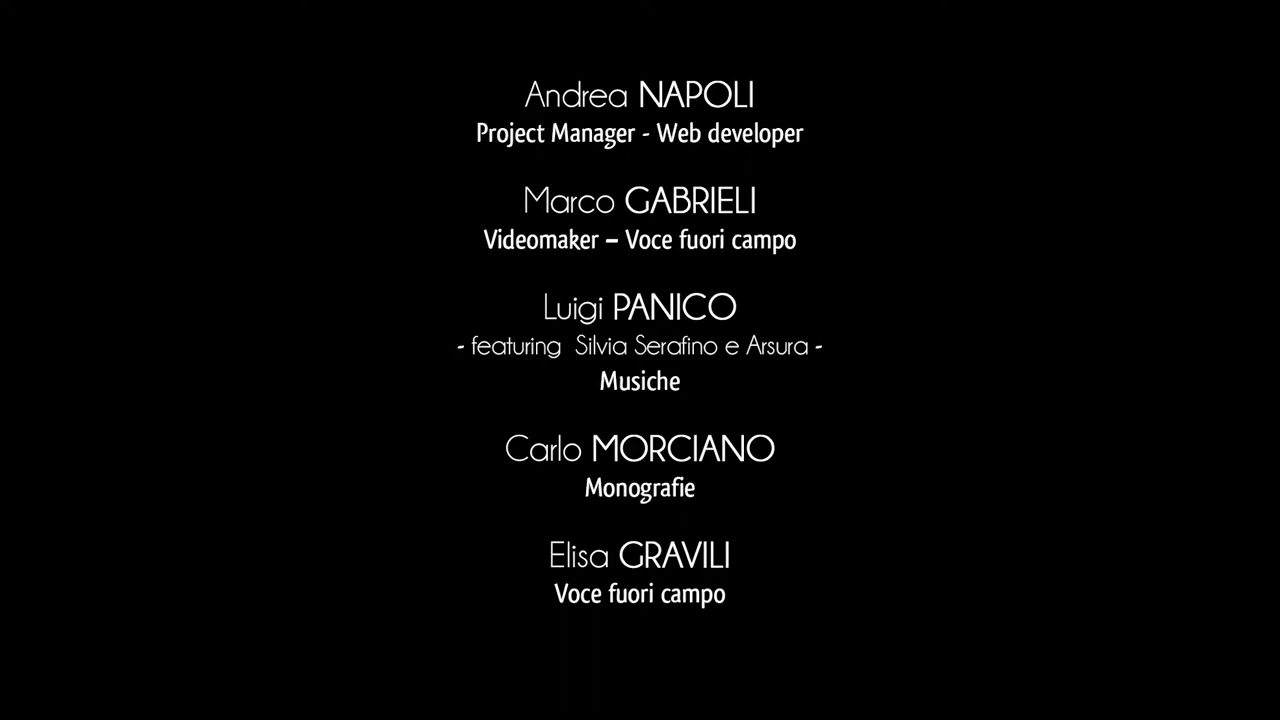 Andrea NAPOLI
Project Manager - Web developer
Marco GABRIELI
Videomaker – Voce fuori campo
Luigi PANICO
- featuring Silvia Serafino e Arsura -
Musiche
Carlo MORCIANO
Monografie
Elisa GRAVILI
Voce fuori campo